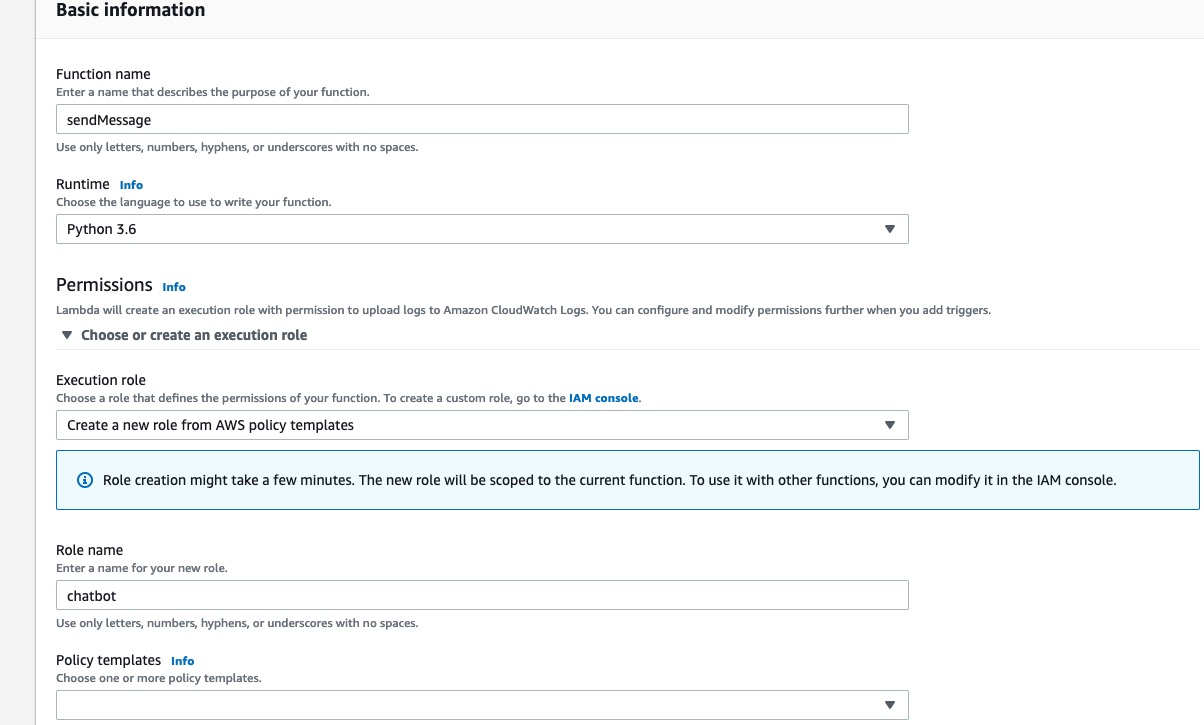 Basic information
Function name
Enter a name that describes the purpose of your function.
sendMessage
Use only letters, numbers, hyphens, or underscores with no spaces.
Runtime Info
Choose the language to use to write your function.
Python 3.6
Permissions Info
Lambda will create an execution role with permission to upload logs to Amazon CloudWatch Logs. You can configure and modify permissions further when you add triggers.
Choose or create an execution role
Execution role
Choose a role that defines the permissions of your function. To create a custom role, go to the IAM console.
Create a new role from AWS policy templates
Role creation might take a few minutes. The new role will be scoped to the current function. To use it with other functions, you can modify it in the IAM console.
Role name
Enter a name for your new role.
chatbot
Use only letters, numbers, hyphens, or underscores with no spaces.
Policy templates Info
Choose one or more policy templates.